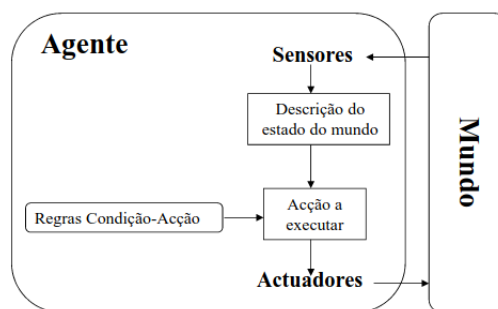 Agente
Sensores
Descrição do
estado do mundo
Regras Condição-Acção
Acção a
executar
Actuadores
Mundo